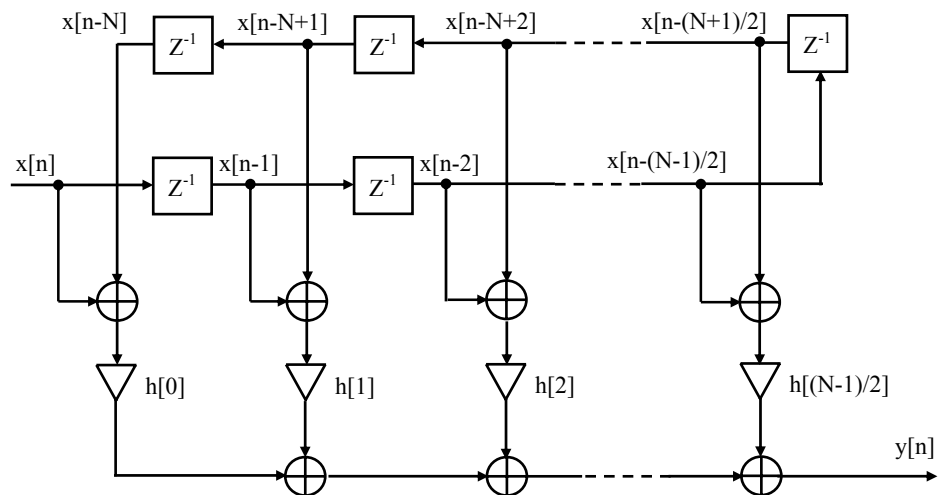 x[n-N] x[n-N+1] x[n-N+2] x[n-(N+1)/2]
Z⁻¹ Z⁻¹ Z⁻¹
x[n] x[n-1] x[n-2] x[n-(N-1)/2]
Z⁻¹ Z⁻¹
h[0] h[1] h[2] h[(N-1)/2]
y[n]